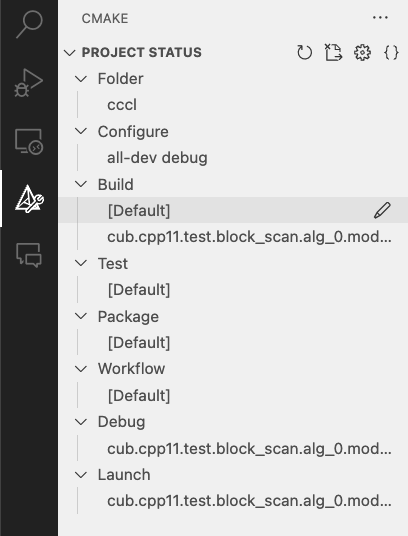 CMAKE
PROJECT STATUS
Folder
cccl
Configure
all-dev debug
Build
[Default]
cub.cpp11.test.block_scan.alg_0.mod...
Test
[Default]
Package
[Default]
Workflow
[Default]
Debug
cub.cpp11.test.block_scan.alg_0.mod...
Launch
cub.cpp11.test.block_scan.alg_0.mod...